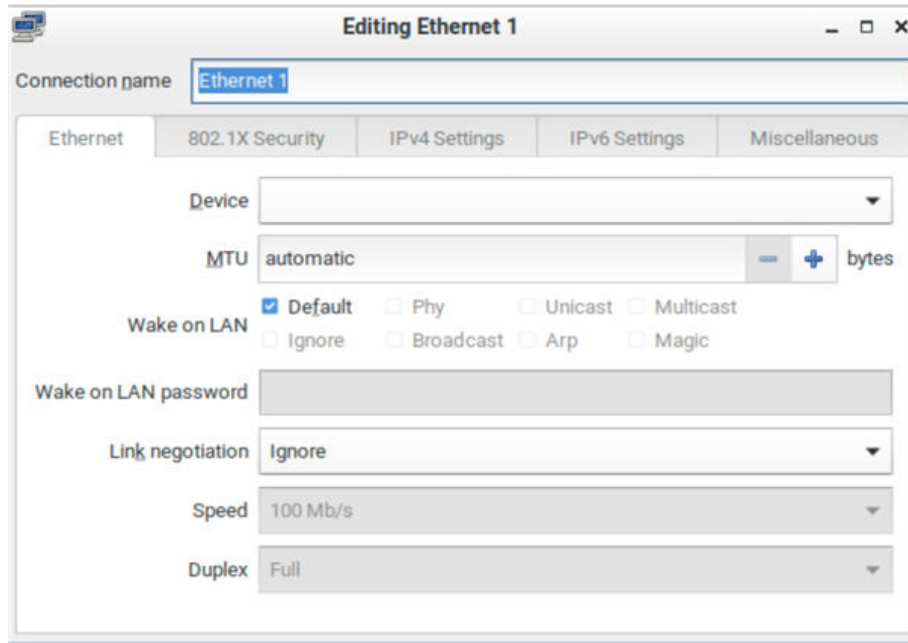 Editing Ethernet 1
Connection name Ethernet 1
Ethernet 802.1X Security IPv4 Settings IPv6 Settings Miscellaneous
Device
MTU automatic bytes
Wake on LAN
Default Phy Unicast Multicast
Ignore Broadcast Arp Magic
Wake on LAN password
Link negotiation Ignore
Speed 100 Mb/s
Duplex Full